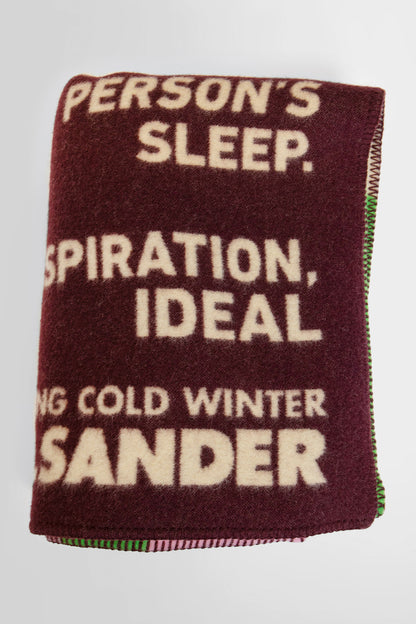 PERSON'S
SLEEP.
SPIRATION,
IDEAL
NG COLD WINTER
SANDER